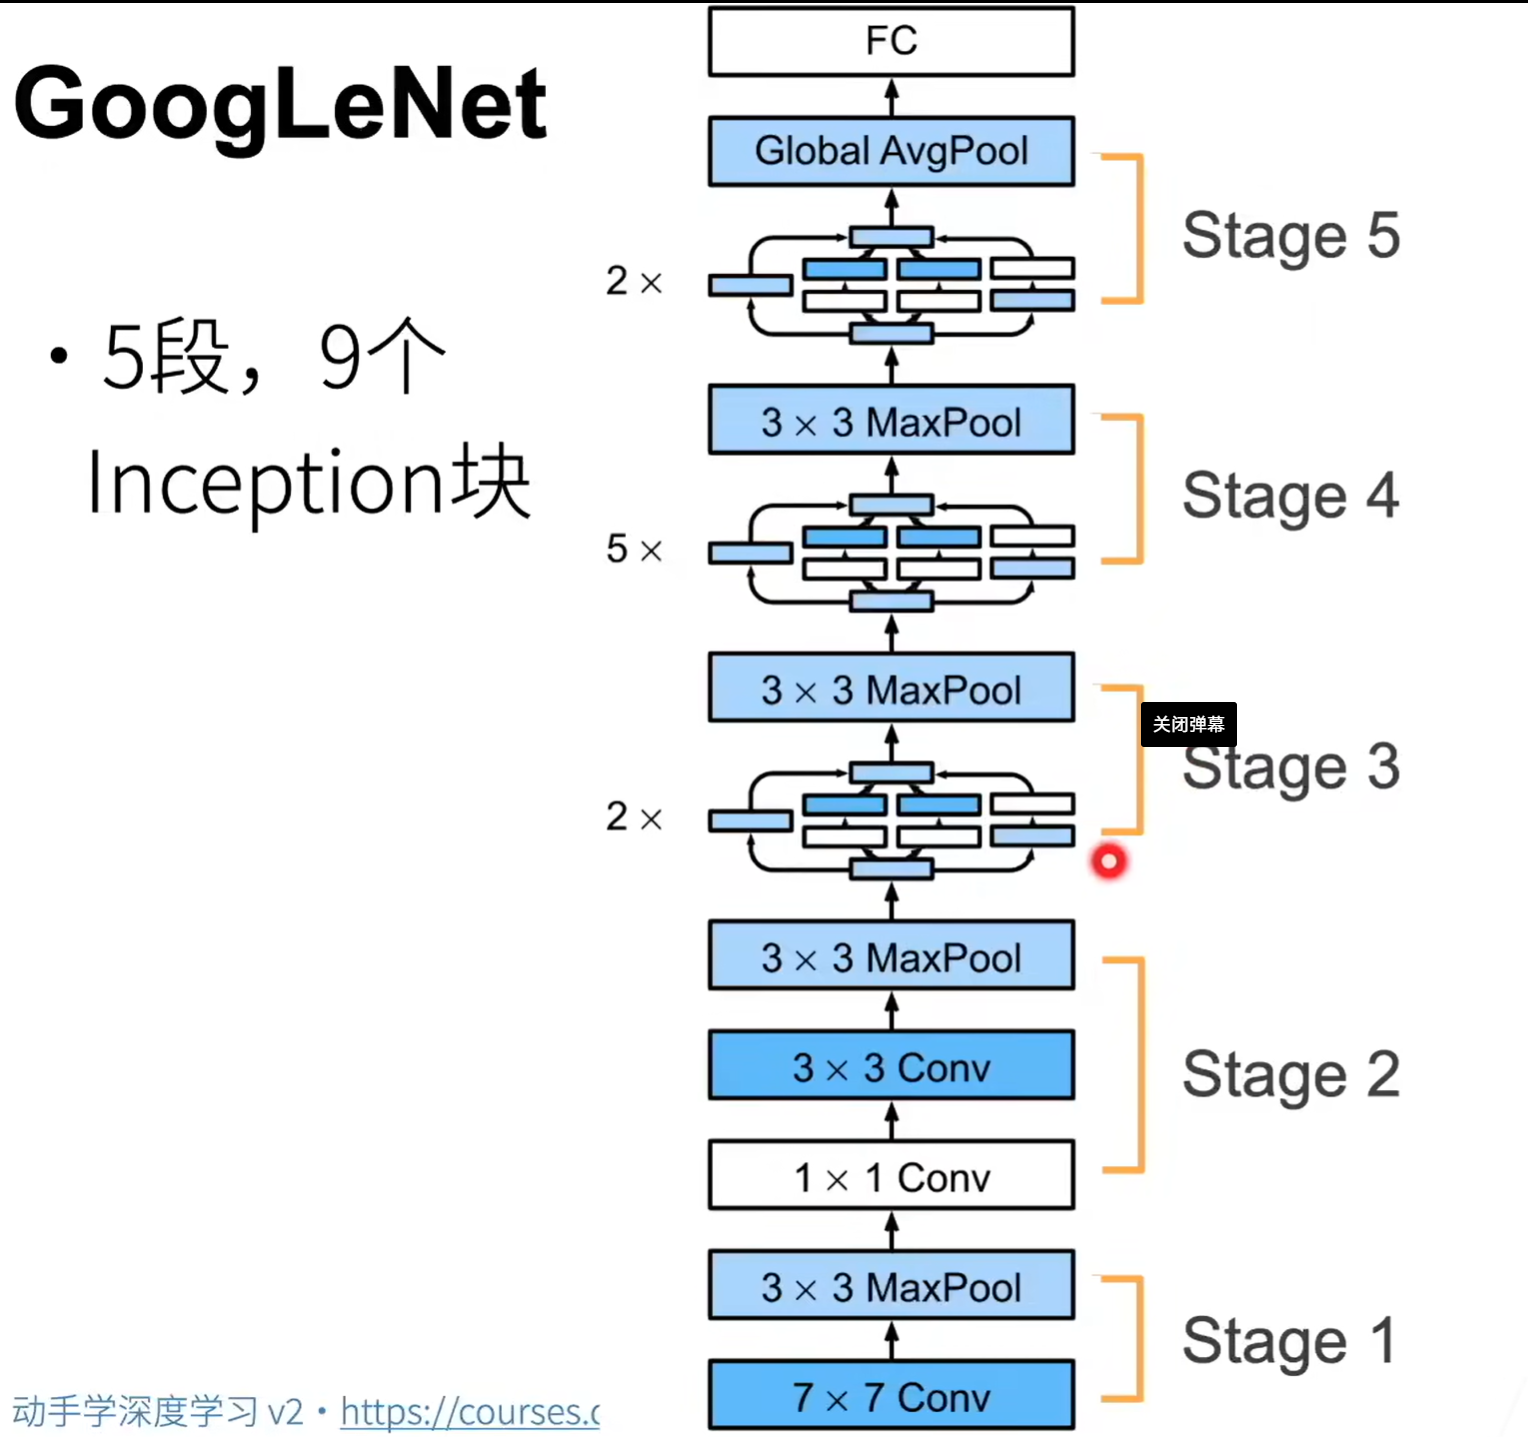 GoogLeNet
• 5段，9个
Inception块
FC
Global AvgPool
Stage 5
2 ×
3 × 3 MaxPool
Stage 4
5 ×
3 × 3 MaxPool
关闭弹幕
Stage 3
2 ×
3 × 3 MaxPool
3 × 3 Conv
Stage 2
1 × 1 Conv
3 × 3 MaxPool
Stage 1
7 × 7 Conv
动手学深度学习 v2 • https://courses.c